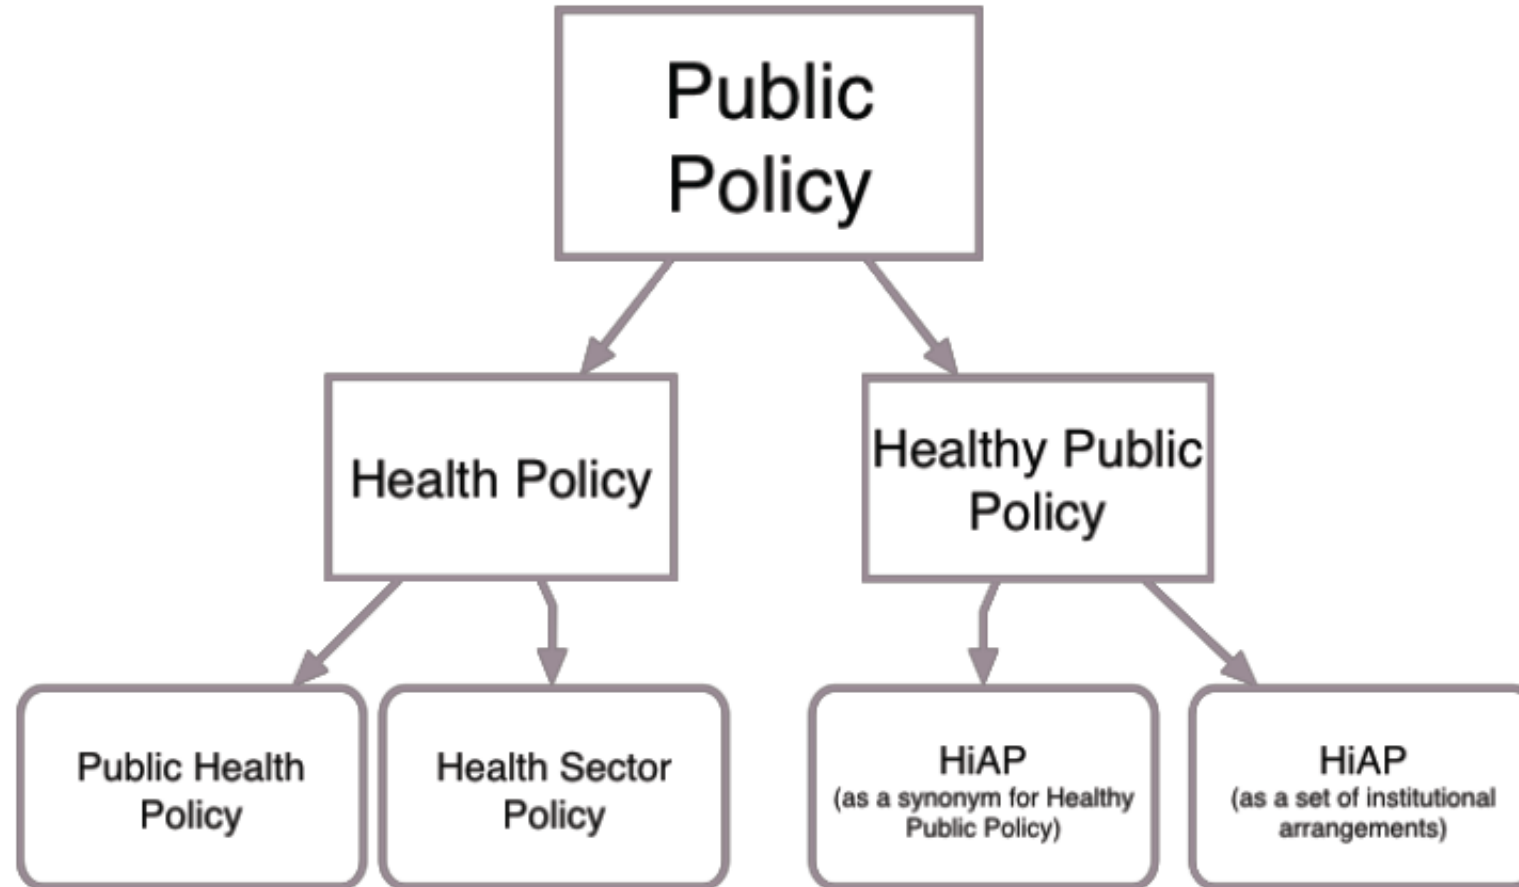 Public
Policy
Health Policy
Healthy Public
Policy
Public Health
Policy
Health Sector
Policy
HiAP
(as a synonym for Healthy
Public Policy)
HiAP
(as a set of institutional
arrangements)